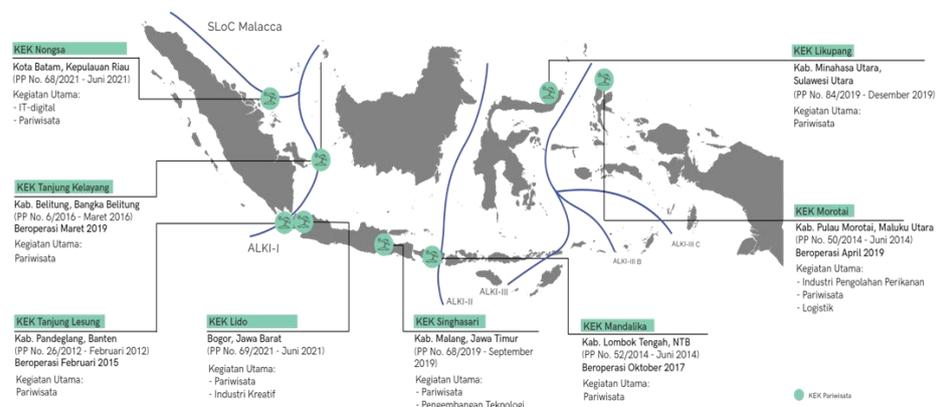 SLoC Malacca
KEK Nongsa
Kota Batam, Kepulauan Riau
(PP No. 68/2021 - Juni 2021)
Kegiatan Utama:
- IT-digital
- Pariwisata
KEK Tanjung Kelayang
Kab. Belitung, Bangka Belitung
(PP No. 6/2016 - Maret 2016)
Beroperasi Maret 2019
Kegiatan Utama:
Pariwisata
KEK Tanjung Lesung
Kab. Pandeglang, Banten
(PP No. 26/2012 - Februari 2012)
Beroperasi Februari 2015
Kegiatan Utama:
Pariwisata
KEK Lido
Bogor, Jawa Barat
(PP No. 69/2021 - Juni 2021)
Kegiatan Utama:
- Pariwisata
- Industri Kreatif
KEK Singhasari
Kab. Malang, Jawa Timur
(PP No. 68/2019 - September
2019)
Kegiatan Utama:
- Pariwisata
- Pengembangan Teknologi
KEK Mandalika
Kab. Lombok Tengah, NTB
(PP No. 52/2014 - Juni 2014)
Beroperasi Oktober 2017
Kegiatan Utama:
Pariwisata
KEK Likupang
Kab. Minahasa Utara,
Sulawesi Utara
(PP No. 84/2019 - Desember 2019)
Kegiatan Utama:
Pariwisata
KEK Morotai
Kab. Pulau Morotai, Maluku Utara
(PP No. 50/2014 - Juni 2014)
Beroperasi April 2019
Kegiatan Utama:
- Industri Pengolahan Perikanan
- Pariwisata
- Logistik
ALKI-I
ALKI-II
ALKI-III
ALKI-III B
ALKI-III C
KEK Pariwisata